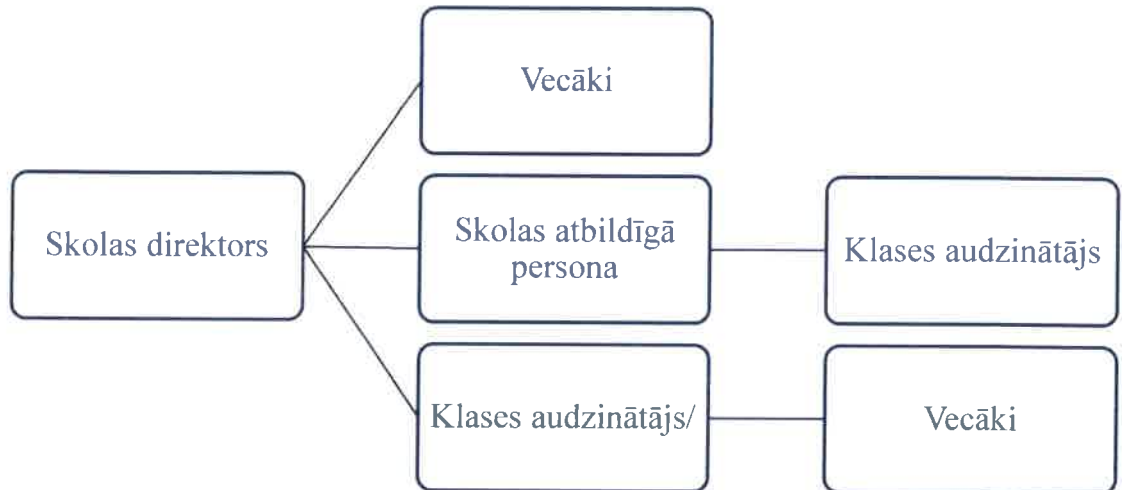 Vecāki
Skolas direktors
Skolas atbildīgā
persona
Klases audzinātājs
Klases audzinātājs/
Vecāki